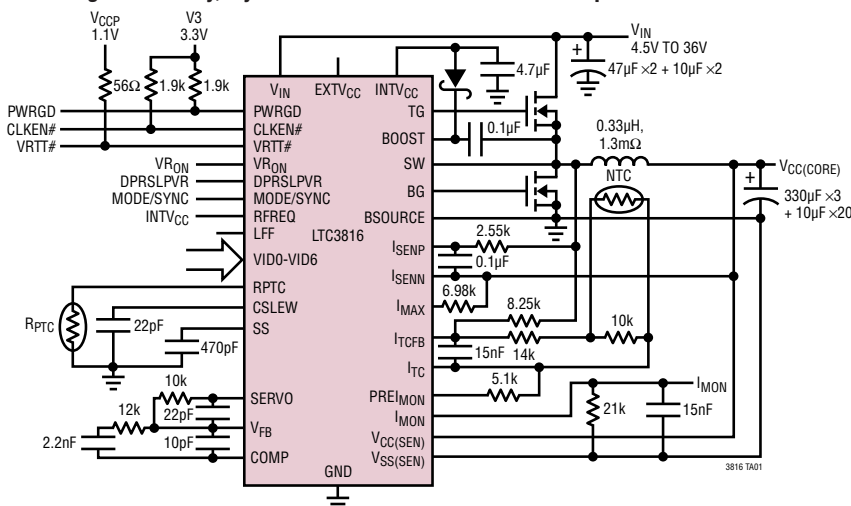 VCCP
1.1V
V3
3.3V
56Ω
1.9k
1.9k
PWRGD
CLKEN#
VRTT#
VRON
DPRSLPVR
MODE/SYNC
INTVCC
VIN
EXTVCC
INTVCC
PWRGD
CLKEN#
VRTT#
VRON
DPRSLPVR
MODE/SYNC
RFREQ
LFF
LTC3816
VID0-VID6
RPTC
CSLEW
SS
SERVO
VFB
COMP
GND
TG
BOOST
SW
BG
BSOURCE
ISENP
ISENN
IMAX
ITCFB
ITC
PREIMON
IMON
VCC(SEN)
VSS(SEN)
RPTC
22pF
470pF
10k
12k
22pF
2.2nF
10pF
4.7µF
0.1µF
+
VIN
4.5V TO 36V
47µF ×2 + 10µF ×2
0.33µH,
1.3mΩ
NTC
VCC(CORE)
+
330µF ×3
+ 10µF ×20
2.55k
0.1µF
6.98k
8.25k
15nF
14k
10k
5.1k
IMON
21k
15nF
3816 TA01